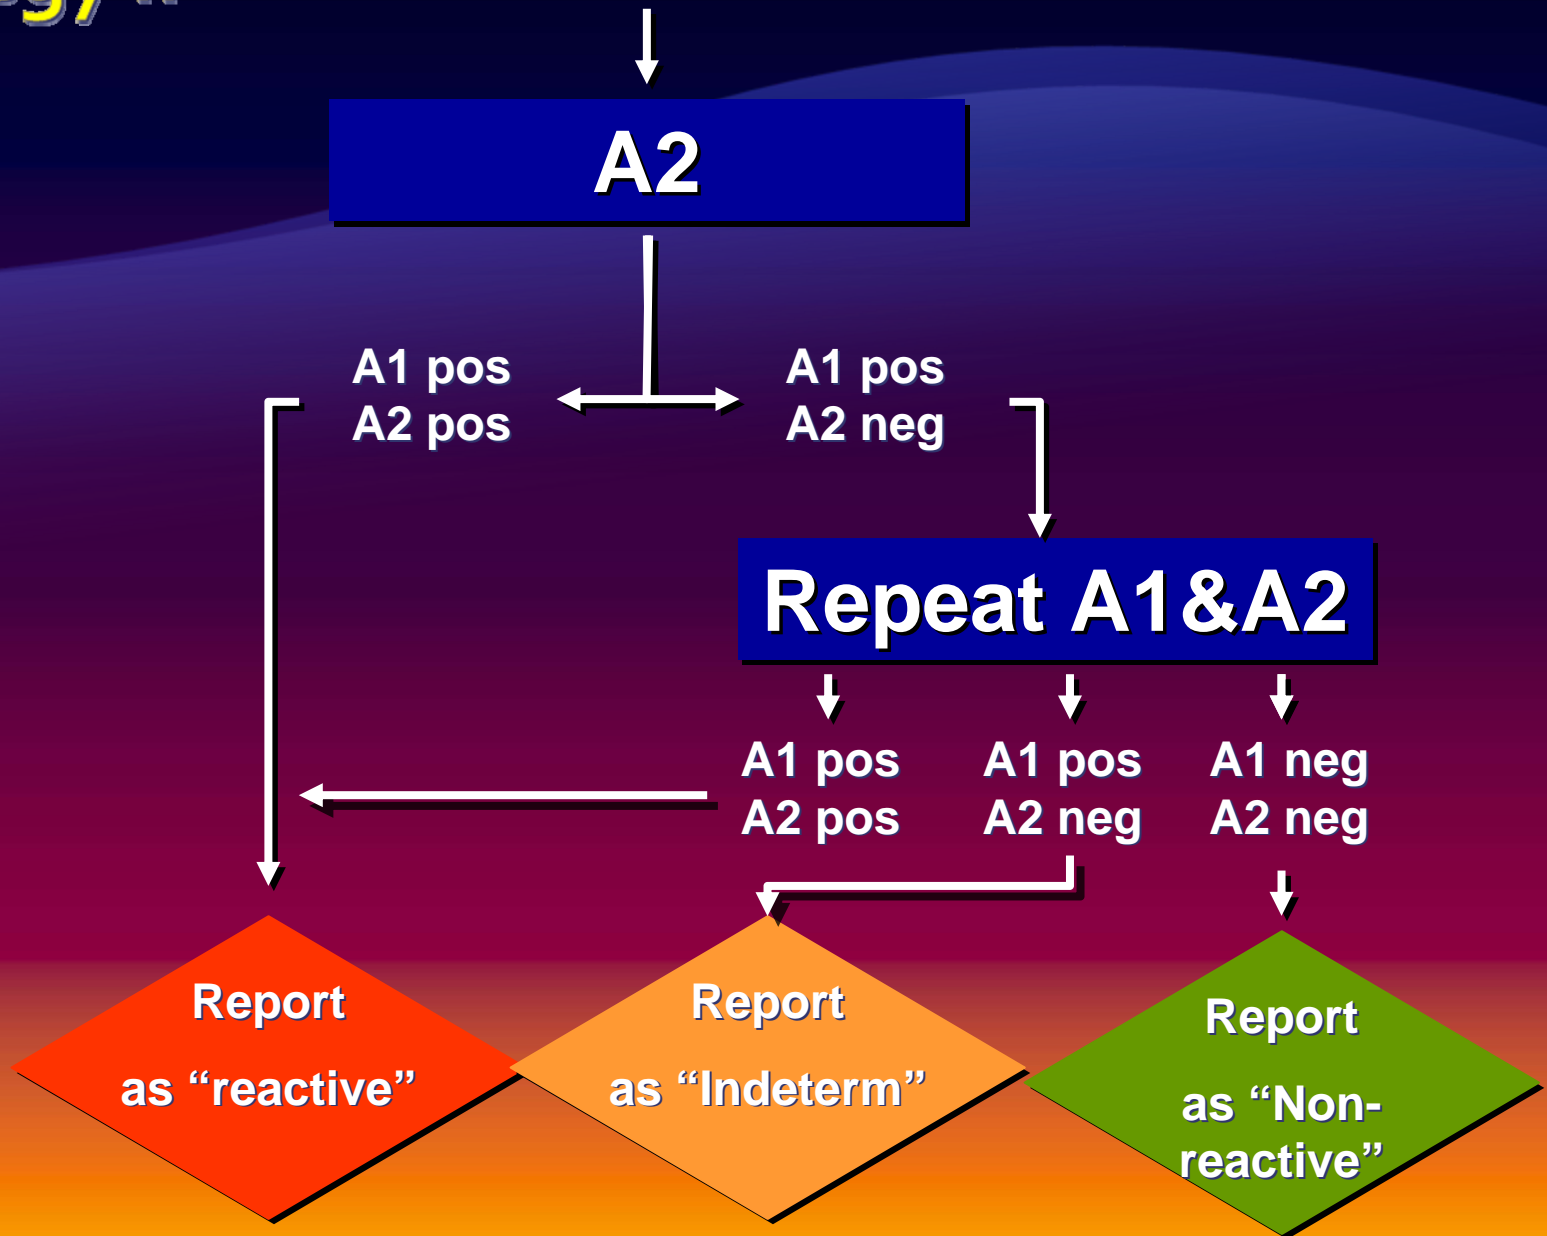 A2
A1 pos
A2 pos
A1 pos
A2 neg
Repeat A1&A2
A1 pos
A2 pos
A1 pos
A2 neg
A1 neg
A2 neg
Report
as “reactive”
Report
as “Indeterm”
Report
as “Non-
reactive”